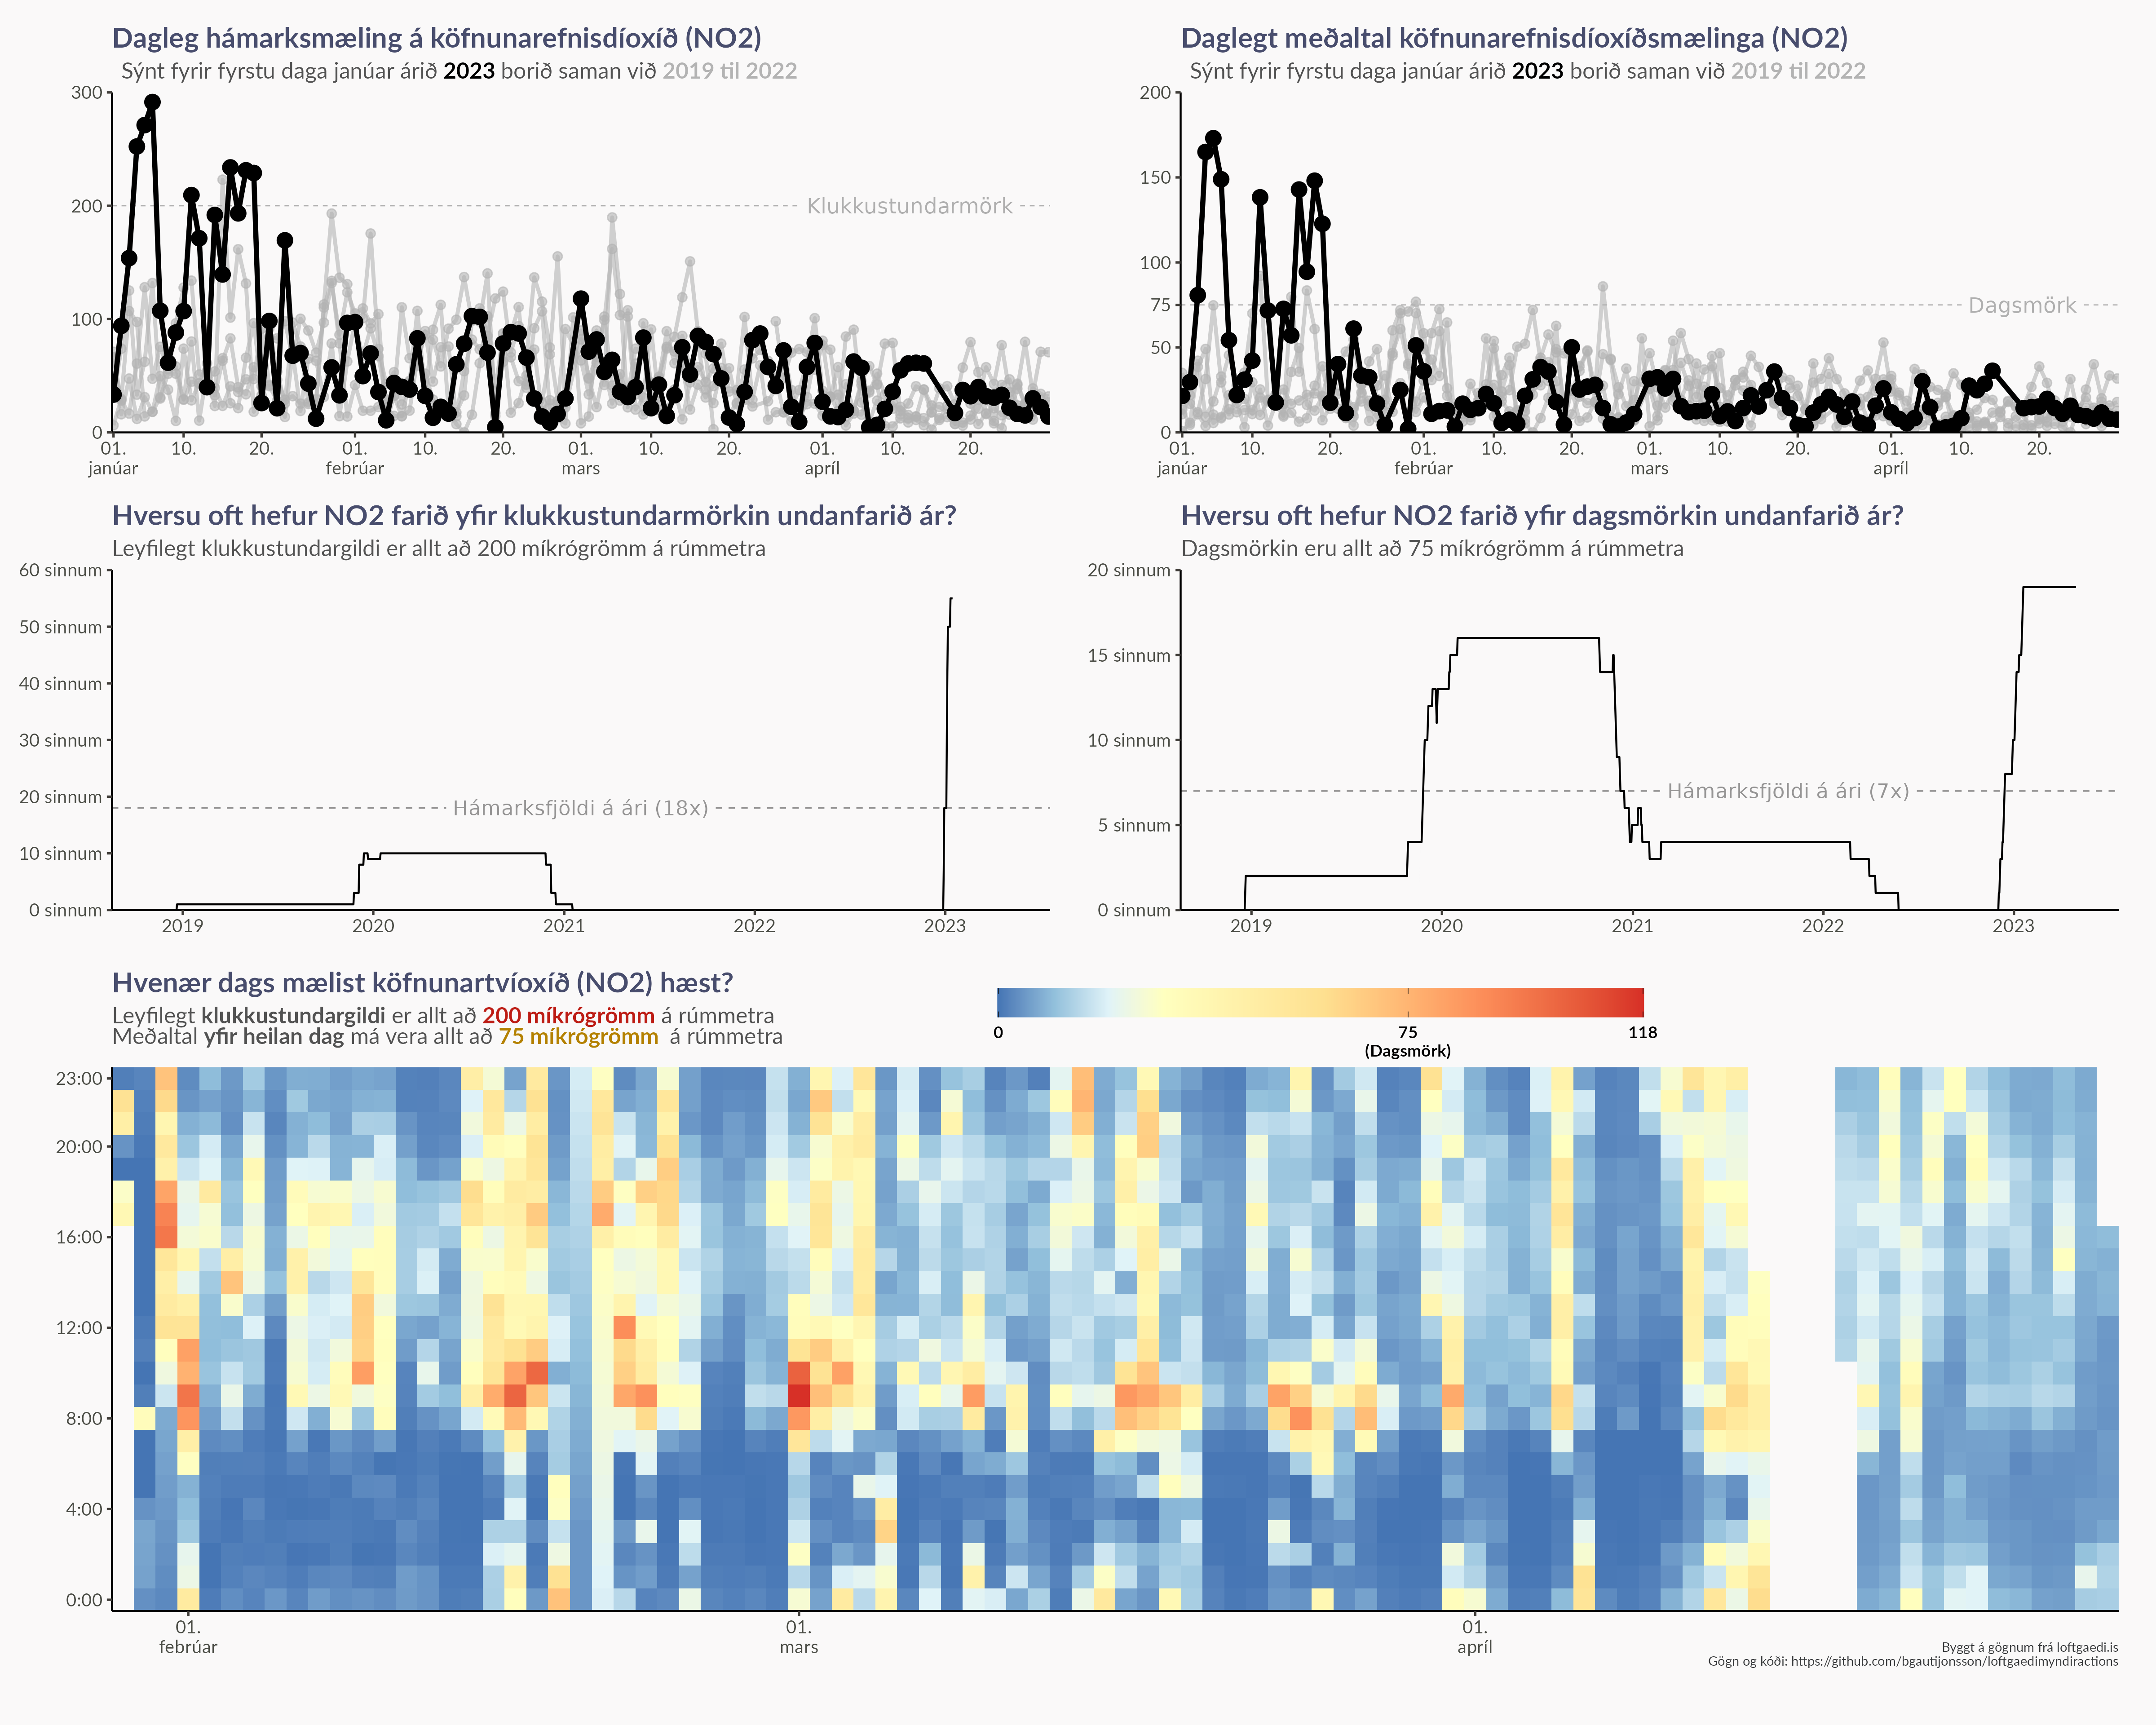 Dagleg hámarksmæling á köfnunarefnisdíoxíð (NO2)
Sýnt fyrir fyrstu daga janúar árið 2023 borið saman við 2019 til 2022
300
200
100
0
Klukkustundarmörk
01. 10. 20. 01. 10. 20. 01. 10. 20. 01. 10. 20.
janúar febrúar mars apríl
Daglegt meðaltal köfnunarefnisdíoxíðsmælinga (NO2)
Sýnt fyrir fyrstu daga janúar árið 2023 borið saman við 2019 til 2022
200
150
100
75
50
0
Dagsmörk
01. 10. 20. 01. 10. 20. 01. 10. 20. 01. 10. 20.
janúar febrúar mars apríl
Hversu oft hefur NO2 farið yfir klukkustundarmörkin undanfarið ár?
Leyfilegt klukkustundargildi er allt að 200 míkrógrömm á rúmmetra
60 sinnum
50 sinnum
40 sinnum
30 sinnum
20 sinnum
10 sinnum
0 sinnum
Hámarksfjöldi á ári (18x)
2019 2020 2021 2022 2023
Hversu oft hefur NO2 farið yfir dagsmörkin undanfarið ár?
Dagsmörkin eru allt að 75 míkrógrömm á rúmmetra
20 sinnum
15 sinnum
10 sinnum
5 sinnum
0 sinnum
Hámarksfjöldi á ári (7x)
2019 2020 2021 2022 2023
Hvenær dags mælist köfnunartvíoxíð (NO2) hæst?
Leyfilegt klukkustundargildi er allt að 200 míkrógrömm á rúmmetra
Meðaltal yfir heilan dag má vera allt að 75 míkrógrömm á rúmmetra
0 75 118
(Dagsmörk)
23:00
20:00
16:00
12:00
8:00
4:00
0:00
01. 01. 01.
febrúar mars apríl
Byggt á gögnum frá loftgaedi.is
Gögn og kóði: https://github.com/bgautijonsson/loftgaedimyndiractions